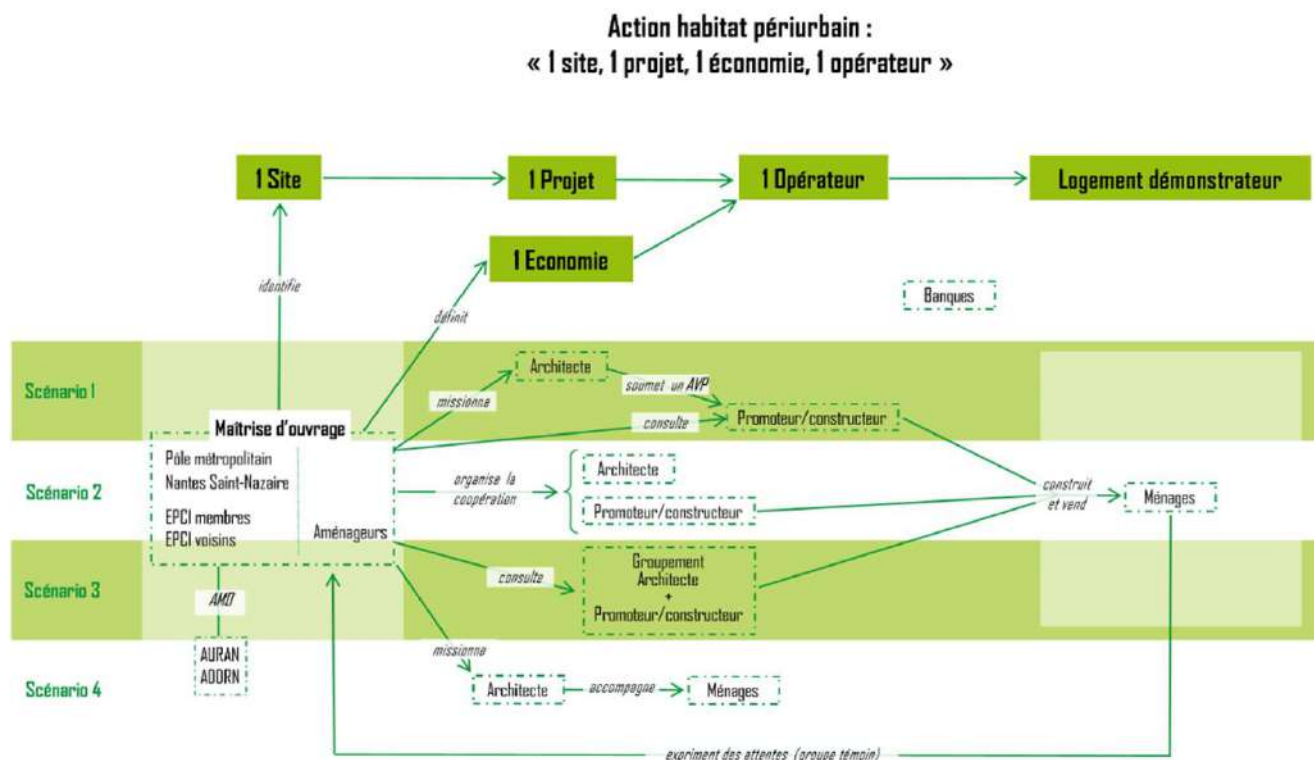 Action habitat périurbain :
« 1 site, 1 projet, 1 économie, 1 opérateur »
1 Site
1 Projet
1 Opérateur
Logement démonstrateur
1 Economie
identifie
définit
Banques
Scénario 1
Architecte
soumet un AVP
missionne
consulte
Promoteur/constructeur
Maîtrise d'ouvrage
Pôle métropolitain
Nantes Saint-Nazaire
EPCI membres
EPCI voisins
Aménageurs
Scénario 2
organise la
coopération
Architecte
Promoteur/constructeur
construit
et vend
Ménages
Scénario 3
consulte
Groupement
Architecte
+
Promoteur/constructeur
AMO
AURAN
ADORN
Scénario 4
missionne
Architecte
accompagne
Ménages
expriment des attentes (groupe témoin)